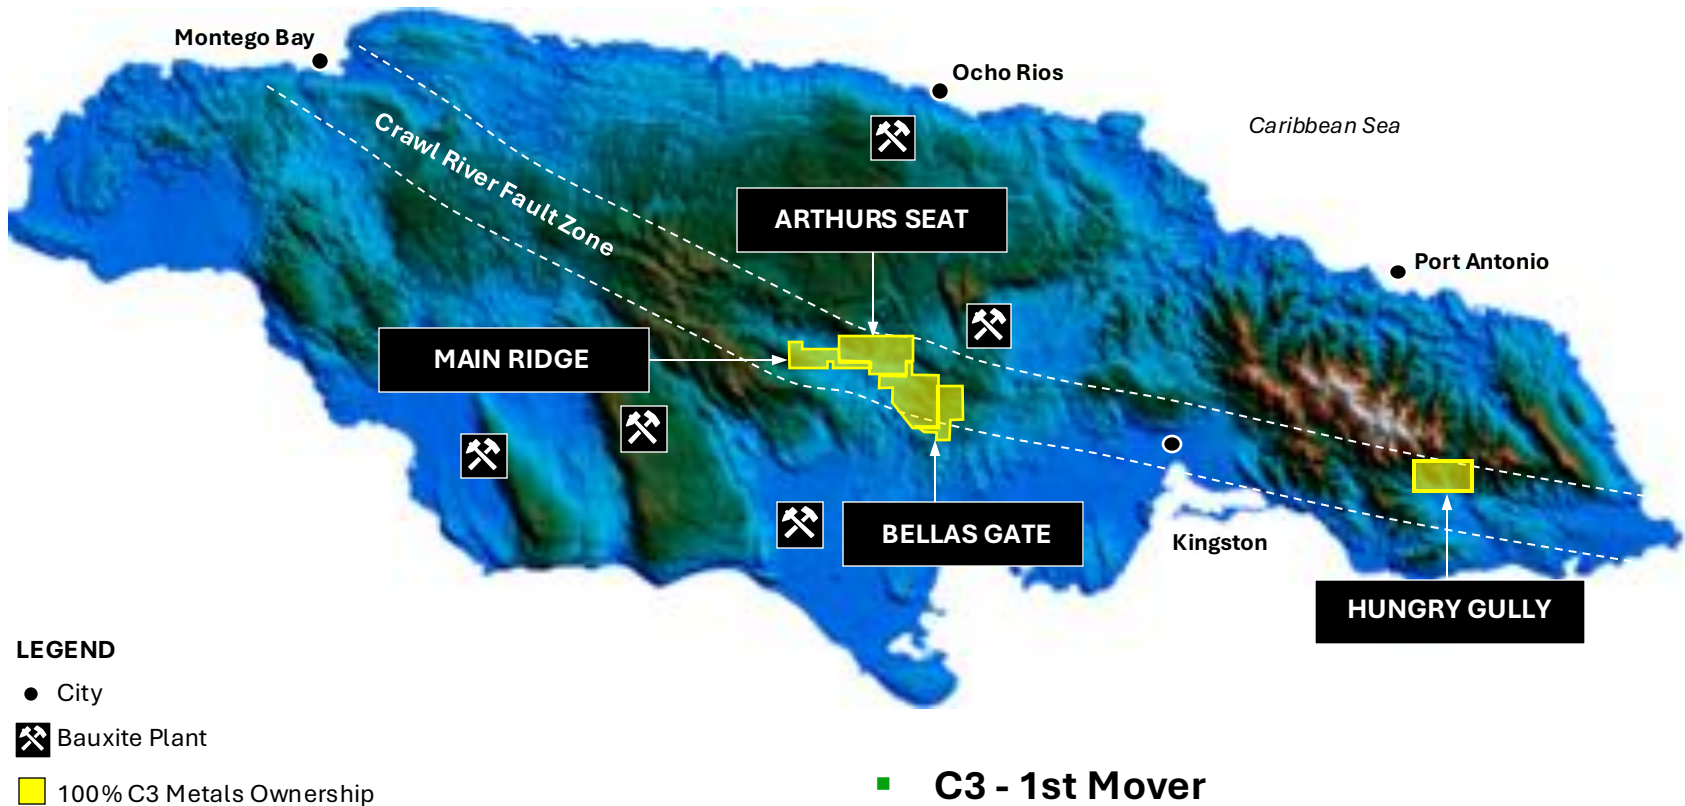 Montego Bay
Ocho Rios
Caribbean Sea
Crawl River Fault Zone
ARTHURS SEAT
Port Antonio
MAIN RIDGE
BELLAS GATE
Kingston
HUNGRY GULLY
LEGEND
City
Bauxite Plant
100% C3 Metals Ownership
C3 - 1st Mover